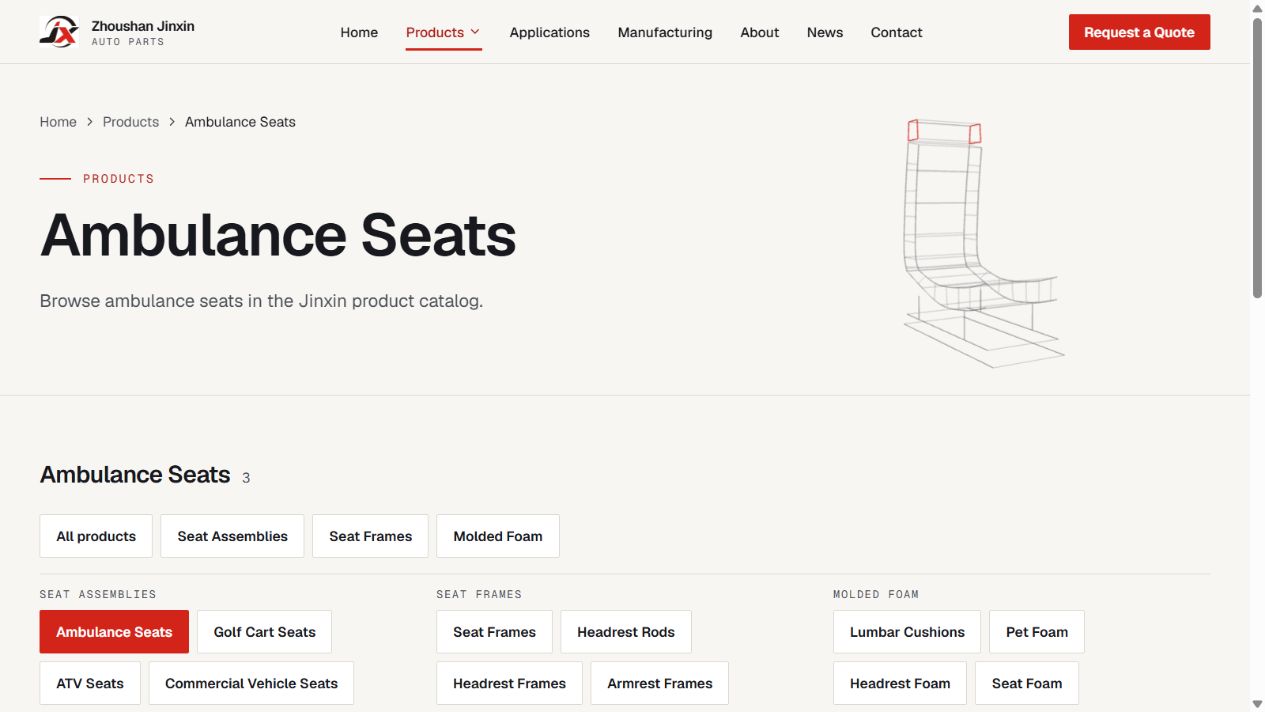 Zhoushan Jinxin
AUTO PARTS
Home
Products
Applications
Manufacturing
About
News
Contact
Request a Quote
Home > Products > Ambulance Seats
PRODUCTS
Ambulance Seats
Browse ambulance seats in the Jinxin product catalog.
Ambulance Seats 3
All products
Seat Assemblies
Seat Frames
Molded Foam
SEAT ASSEMBLIES
Ambulance Seats
Golf Cart Seats
ATV Seats
Commercial Vehicle Seats
SEAT FRAMES
Seat Frames
Headrest Rods
Headrest Frames
Armrest Frames
MOLDED FOAM
Lumbar Cushions
Pet Foam
Headrest Foam
Seat Foam